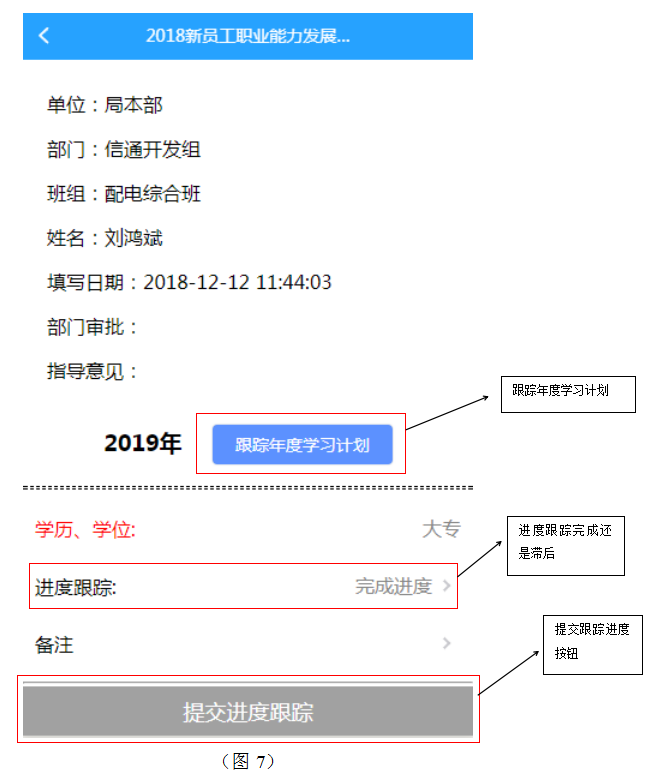 2018新员工职业能力发展...
单位：局本部
部门：信通开发组
班组：配电综合班
姓名：刘鸿斌
填写日期：2018-12-12 11:44:03
部门审批：
指导意见：
跟踪年度学习计划
2019年
跟踪年度学习计划
学历、学位:
大专
进度跟踪完成还
是滞后
进度跟踪:
完成进度
备注
提交跟踪进度
按钮
提交进度跟踪
（图 7）